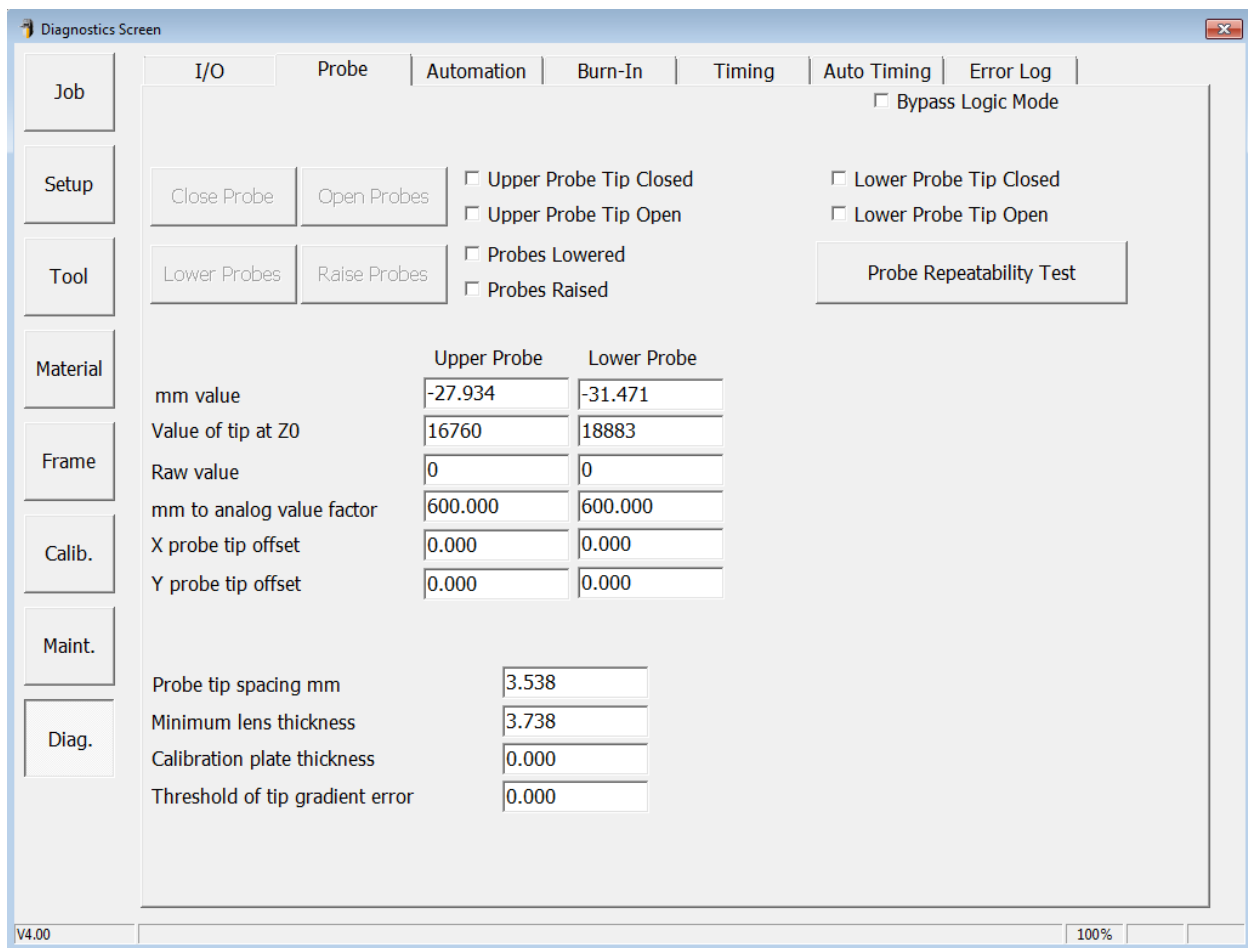 Diagnostics Screen
I/O Probe Automation Burn-In Timing Auto Timing Error Log
Bypass Logic Mode
Job
Setup
Tool
Material
Frame
Calib.
Maint.
Diag.
Close Probe Open Probes Upper Probe Tip Closed Lower Probe Tip Closed
Upper Probe Tip Open Lower Probe Tip Open
Lower Probes Raise Probes Probes Lowered Probe Repeatability Test
Probes Raised
Upper Probe Lower Probe
mm value -27.934 -31.471
Value of tip at Z0 16760 18883
Raw value 0 0
mm to analog value factor 600.000 600.000
X probe tip offset 0.000 0.000
Y probe tip offset 0.000 0.000
Probe tip spacing mm 3.538
Minimum lens thickness 3.738
Calibration plate thickness 0.000
Threshold of tip gradient error 0.000
V4.00 100%